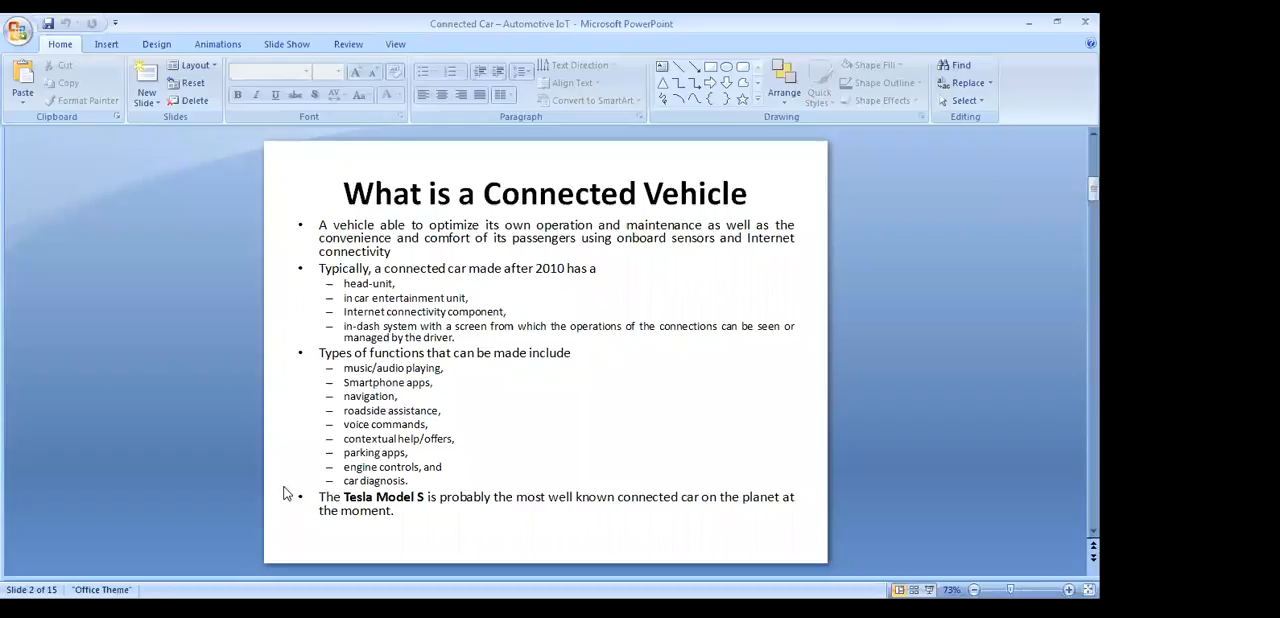 Connected Car – Automotive IoT - Microsoft PowerPoint
Home Insert Design Animations Slide Show Review View
Paste
Cut
Copy
Format Painter
Clipboard
New
Slide
Layout
Reset
Delete
Slides
Font
Text Direction
Align Text
Convert to SmartArt
Paragraph
Arrange
Quick
Styles
Shape Fill
Shape Outline
Shape Effects
Drawing
Find
Replace
Select
Editing
What is a Connected Vehicle
• A vehicle able to optimize its own operation and maintenance as well as the
convenience and comfort of its passengers using onboard sensors and Internet
connectivity
• Typically, a connected car made after 2010 has a
– head-unit,
– in car entertainment unit,
– Internet connectivity component,
– in-dash system with a screen from which the operations of the connections can be seen or
managed by the driver.
• Types of functions that can be made include
– music/audio playing,
– Smartphone apps,
– navigation,
– roadside assistance,
– voice commands,
– contextual help/offers,
– parking apps,
– engine controls, and
– car diagnosis.
• The Tesla Model S is probably the most well known connected car on the planet at
the moment.
Slide 2 of 15 "Office Theme" 73%